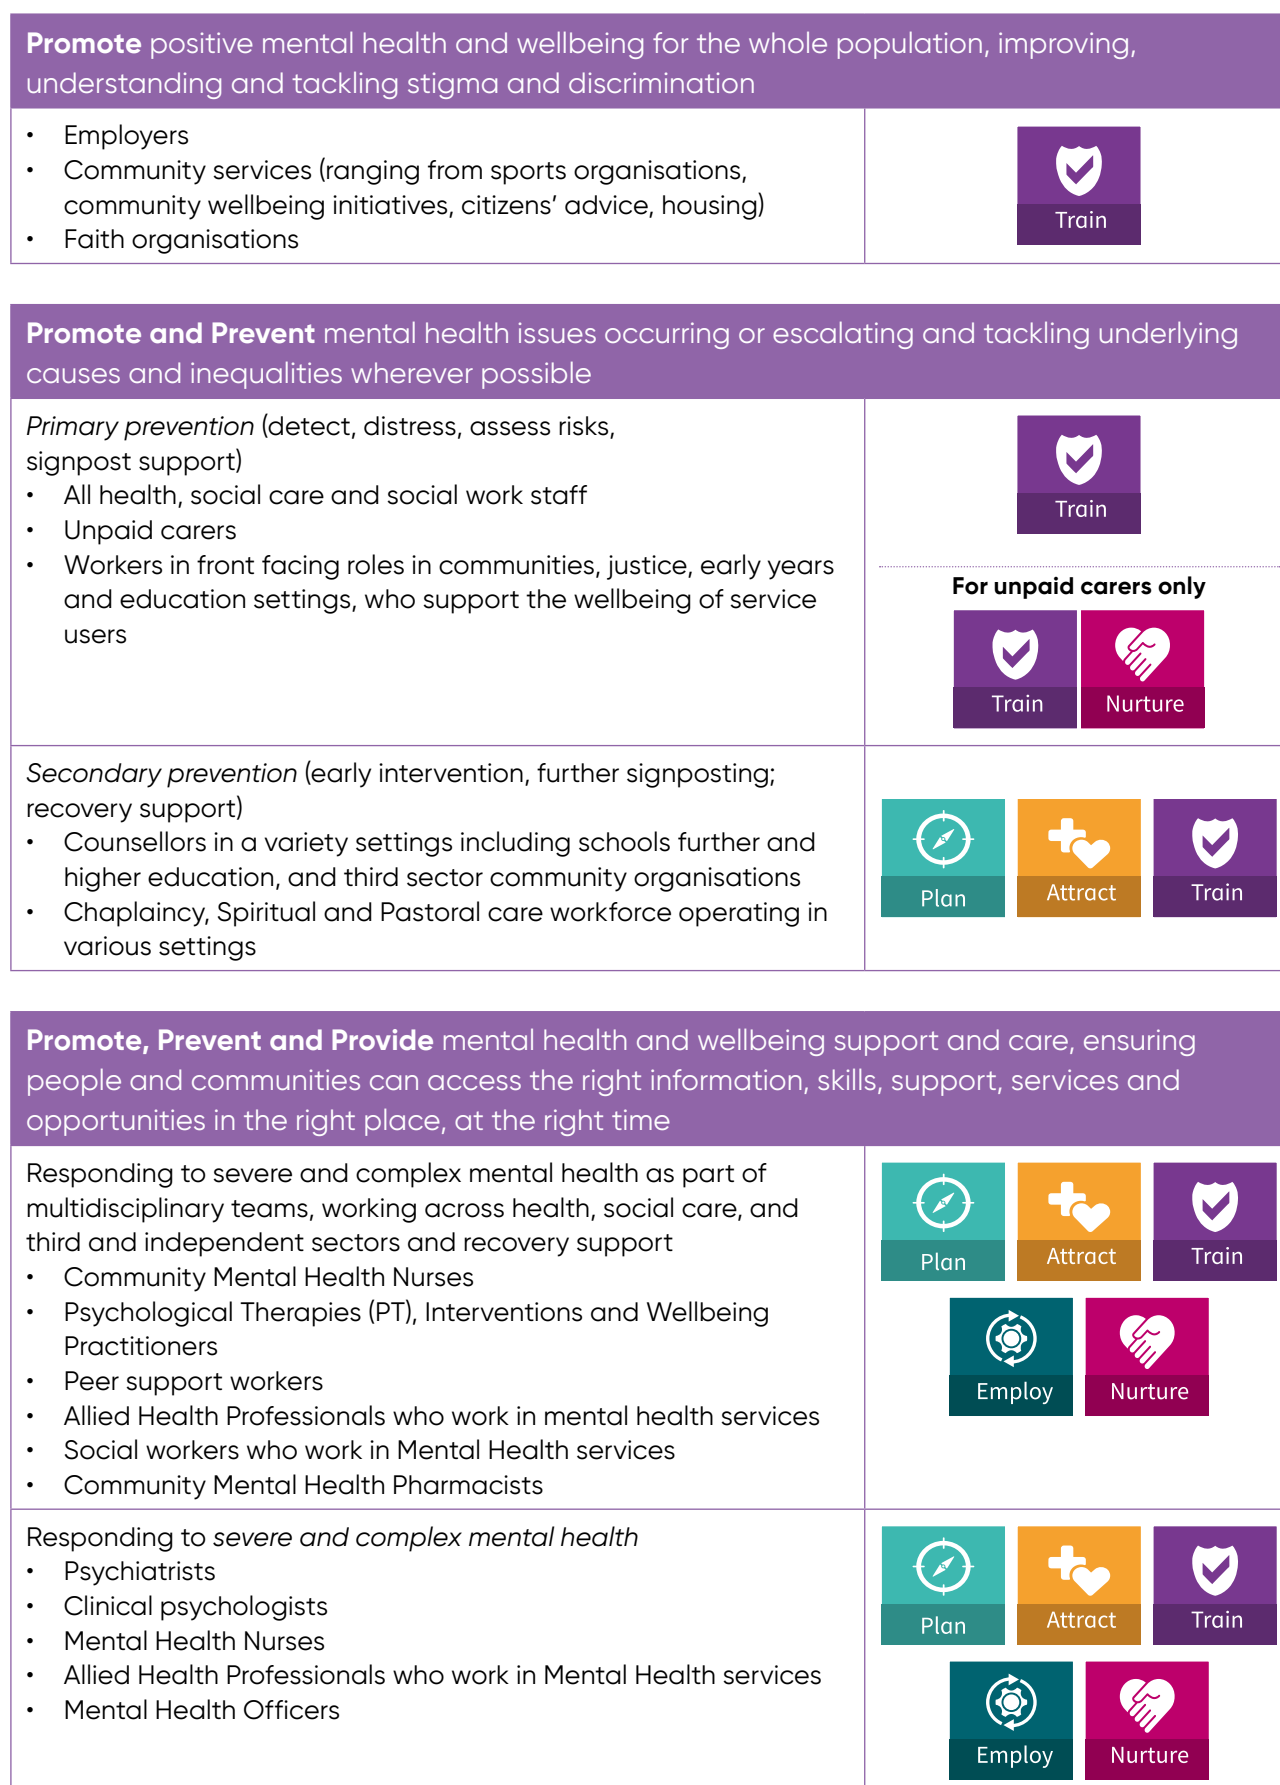 Promote positive mental health and wellbeing for the whole population, improving,
understanding and tackling stigma and discrimination
• Employers
• Community services (ranging from sports organisations,
community wellbeing initiatives, citizens’ advice, housing)
• Faith organisations
Train
Promote and Prevent mental health issues occurring or escalating and tackling underlying
causes and inequalities wherever possible
Primary prevention (detect, distress, assess risks,
signpost support)
• All health, social care and social work staff
• Unpaid carers
• Workers in front facing roles in communities, justice, early years
and education settings, who support the wellbeing of service
users
Train
For unpaid carers only
Train Nurture
Secondary prevention (early intervention, further signposting;
recovery support)
• Counsellors in a variety settings including schools further and
higher education, and third sector community organisations
• Chaplaincy, Spiritual and Pastoral care workforce operating in
various settings
Plan Attract Train
Promote, Prevent and Provide mental health and wellbeing support and care, ensuring
people and communities can access the right information, skills, support, services and
opportunities in the right place, at the right time
Responding to severe and complex mental health as part of
multidisciplinary teams, working across health, social care, and
third and independent sectors and recovery support
• Community Mental Health Nurses
• Psychological Therapies (PT), Interventions and Wellbeing
Practitioners
• Peer support workers
• Allied Health Professionals who work in mental health services
• Social workers who work in Mental Health services
• Community Mental Health Pharmacists
Plan Attract Train
Employ Nurture
Responding to severe and complex mental health
• Psychiatrists
• Clinical psychologists
• Mental Health Nurses
• Allied Health Professionals who work in Mental Health services
• Mental Health Officers
Plan Attract Train
Employ Nurture